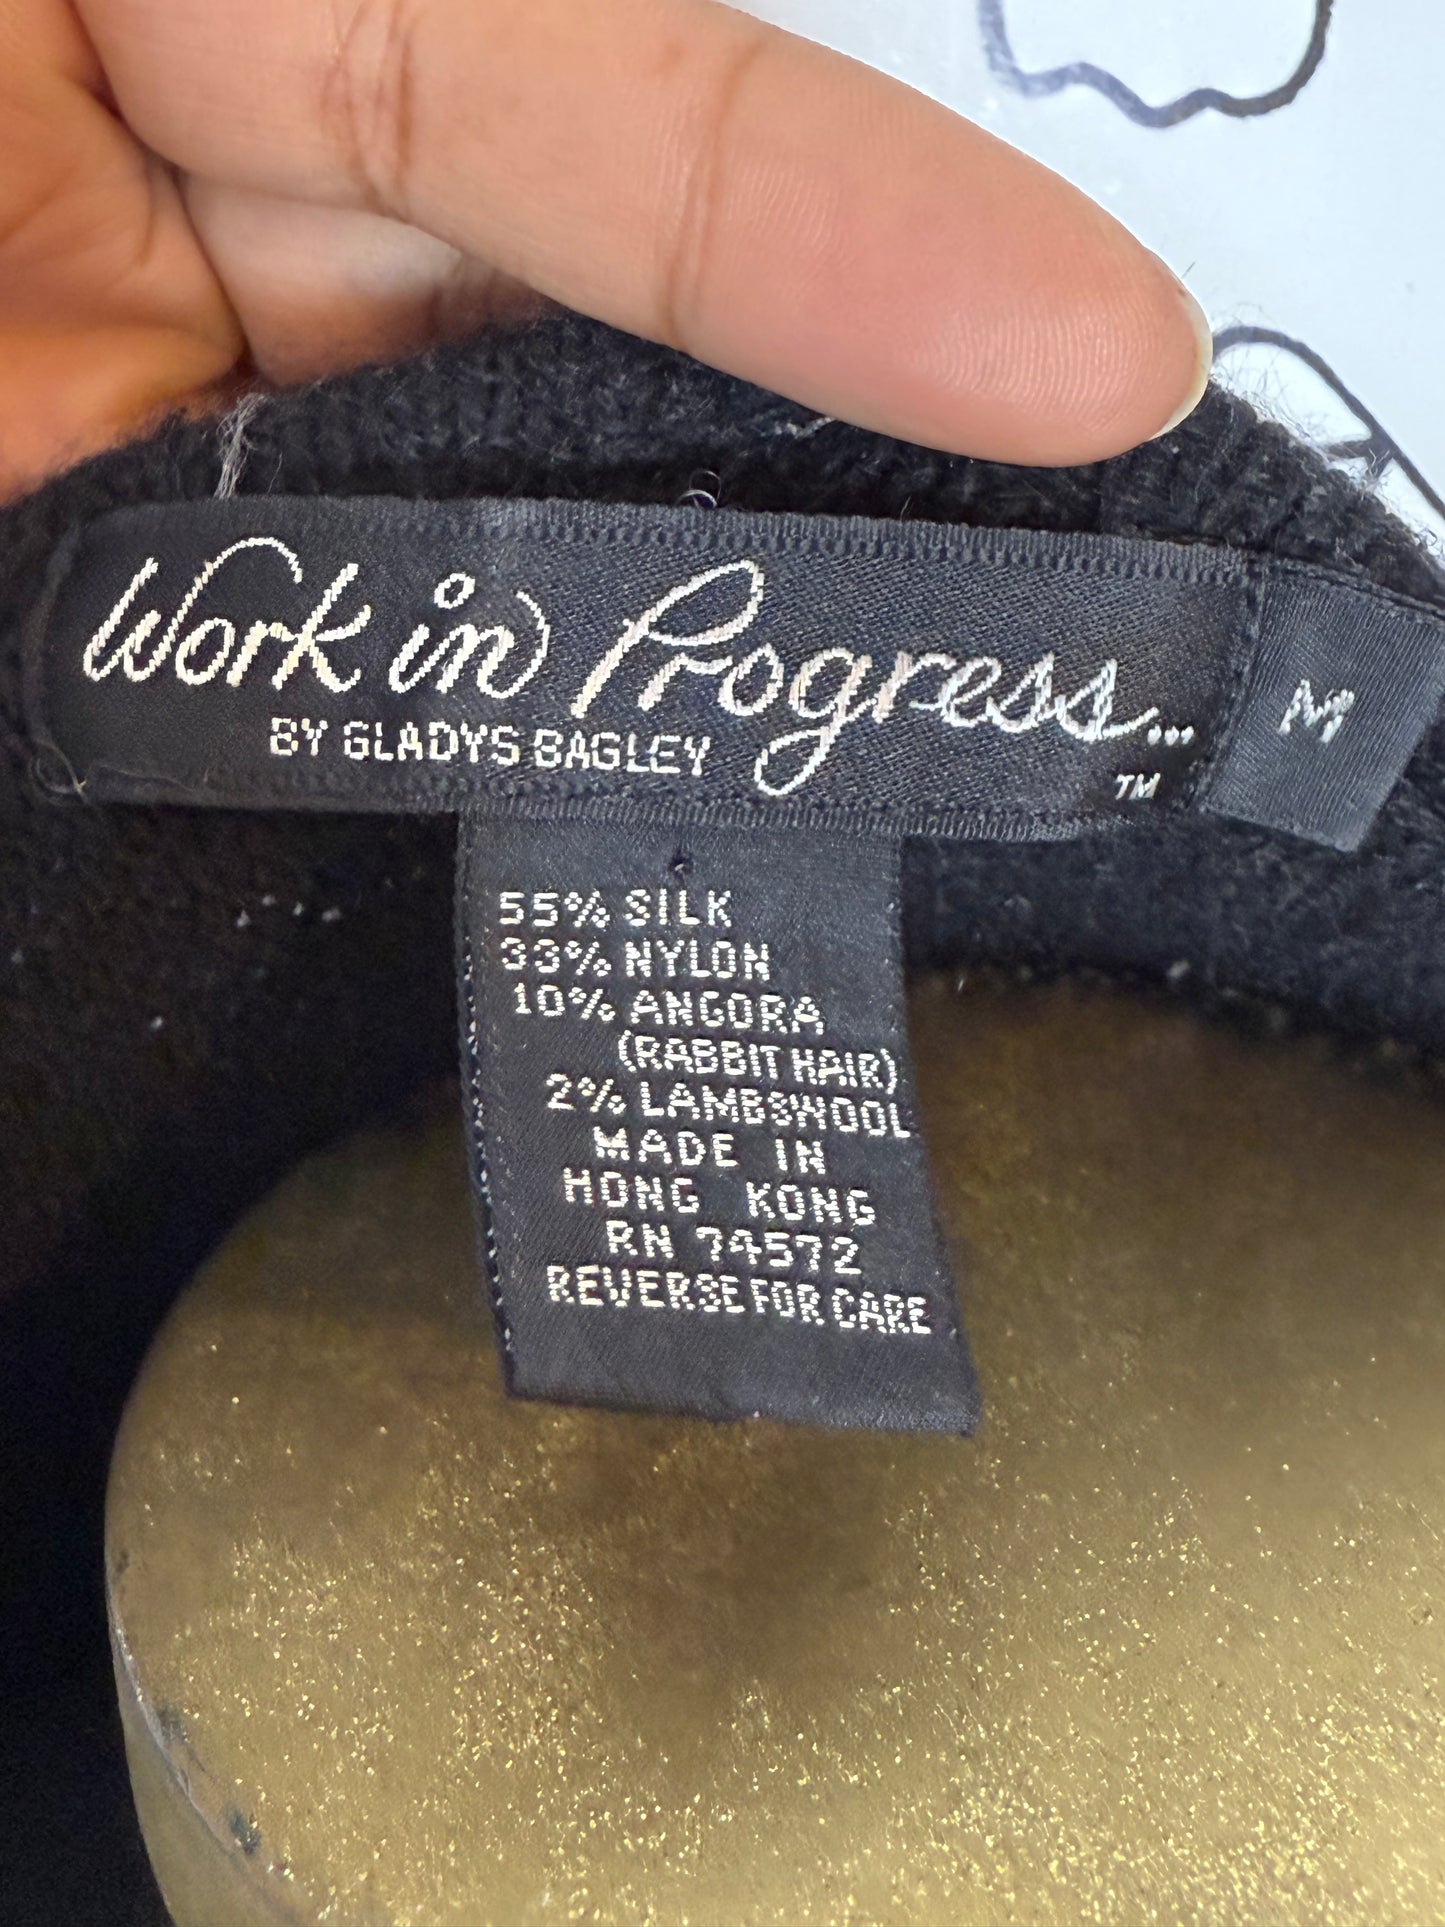 Work in Progress...
BY GLADYS BAGLEY
TM
M
55% SILK
33% NYLON
10% ANGORA
(RABBIT HAIR)
2% LAMBSWOOL
MADE IN
HONG KONG
RN 74572
REVERSE FOR CARE